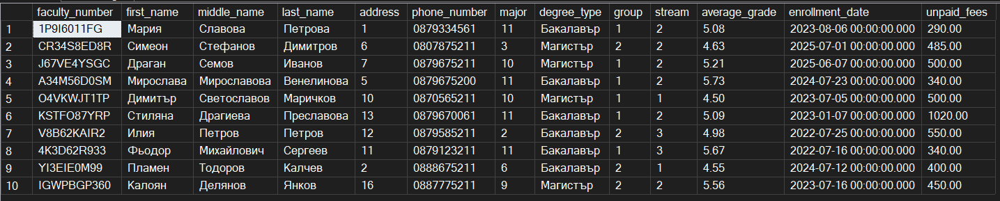 faculty_number first_name middle_name last_name address phone_number major degree_type group stream average_grade enrollment_date unpaid_fees
1 1P9I6011FG Мария Славова Петрова 1 0879334561 11 Бакалавър 1 2 5.08 2023-08-06 00:00:00.000 290.00
2 CR34S8ED8R Симеон Стефанов Димитров 6 0807875211 3 Магистър 2 2 4.63 2025-07-01 00:00:00.000 485.00
3 J67VE4YSGC Драган Семов Иванов 7 0879675211 10 Магистър 1 2 5.21 2025-06-07 00:00:00.000 500.00
4 A34M56D0SM Мирослава Мирославова Венелинова 5 0879675200 11 Бакалавър 1 2 5.73 2024-07-23 00:00:00.000 340.00
5 O4VKWJT1TP Димитър Светославов Маричков 10 0870565211 10 Магистър 1 1 4.50 2023-07-05 00:00:00.000 500.00
6 KSTFO87YRP Стиляна Драгиева Преславова 13 0879670061 11 Бакалавър 1 2 5.09 2023-01-07 00:00:00.000 1020.00
7 V8B62KAIR2 Илия Петров Петров 12 0879585211 2 Бакалавър 2 3 4.98 2022-07-25 00:00:00.000 550.00
8 4K3D62R933 Фьодор Михайлович Сергеев 11 0879123211 11 Бакалавър 1 3 5.67 2022-07-16 00:00:00.000 340.00
9 YI3EIE0M99 Пламен Тодоров Калчев 2 0888675211 6 Бакалавър 2 1 4.55 2024-07-12 00:00:00.000 400.00
10 IGWPBGP360 Калоян Делянов Янков 16 0887775211 9 Магистър 2 2 5.56 2023-07-16 00:00:00.000 450.00